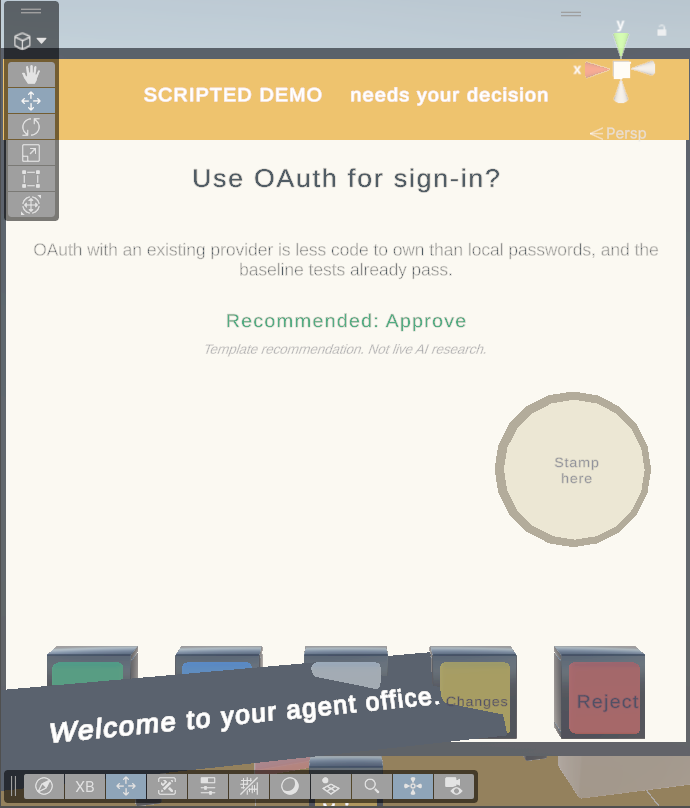 y
x
Persp
SCRIPTED DEMO needs your decision
Use OAuth for sign-in?
OAuth with an existing provider is less code to own than local passwords, and the
baseline tests already pass.
Recommended: Approve
Template recommendation. Not live AI research.
Stamp
here
Changes
Reject
Welcome to your agent office.
XB